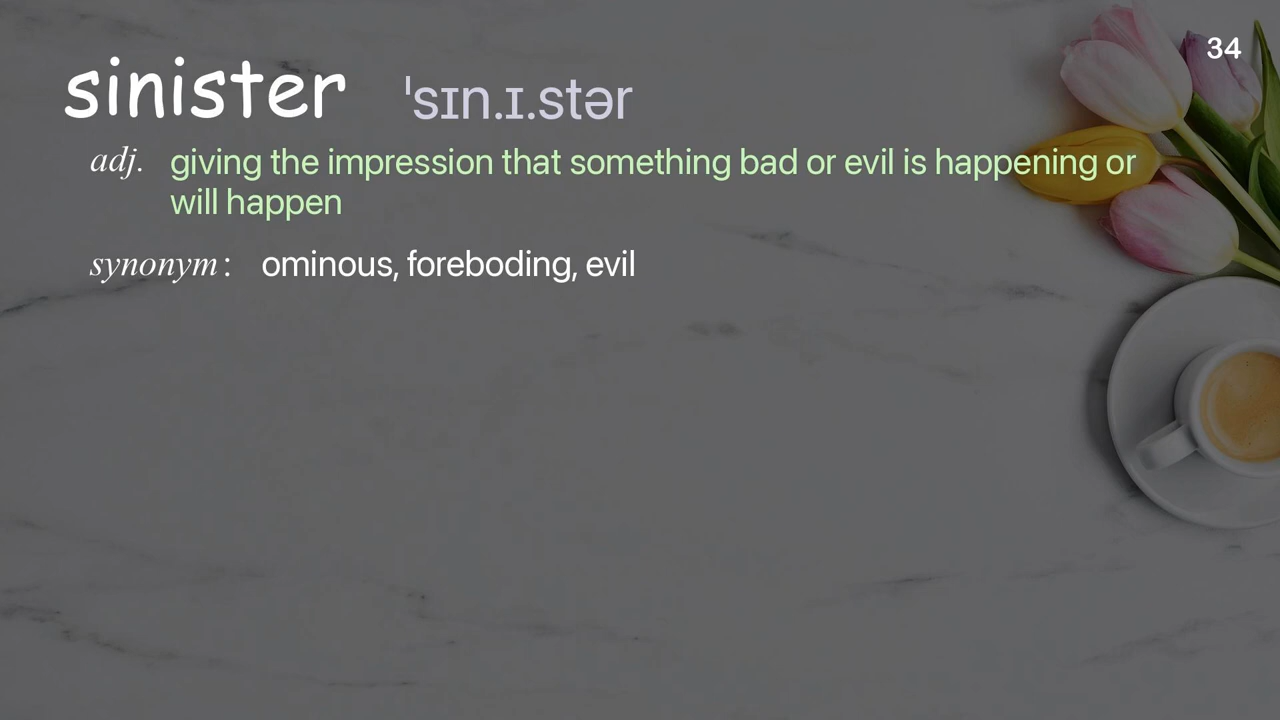 34
sinister ˈsɪn.ɪ.stər
adj. giving the impression that something bad or evil is happening or
will happen
synonym : ominous, foreboding, evil